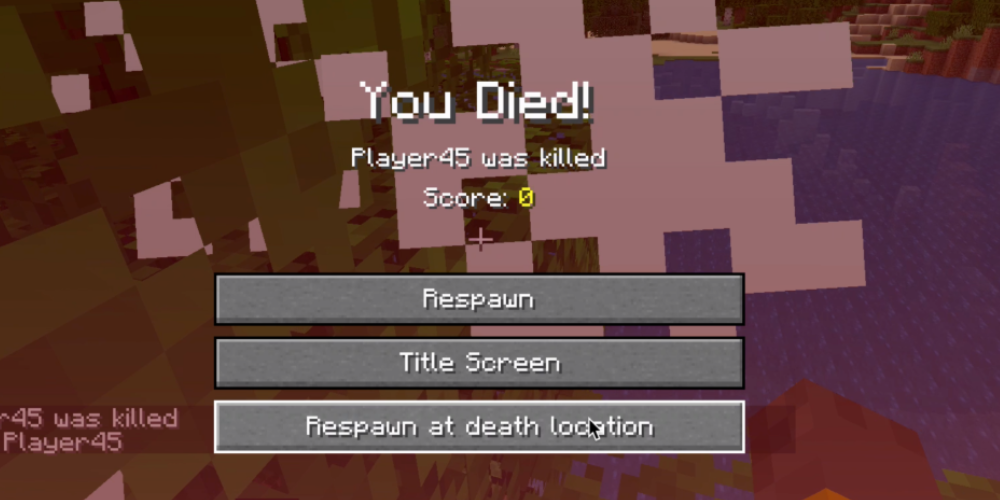 You Died!
Player45 was killed
Score: 0
Respawn
Title Screen
Respawn at death location
r45 was killed
Player45